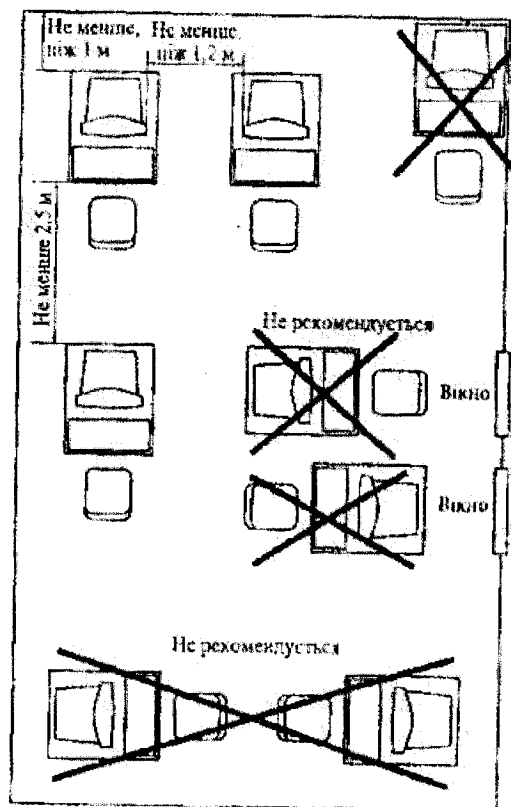 Не менше, Не менше,
ніж 1 м ніж 1,2 м
Не менше 2,5 м
Не рекомендується
Вікно
Вікно
Не рекомендується